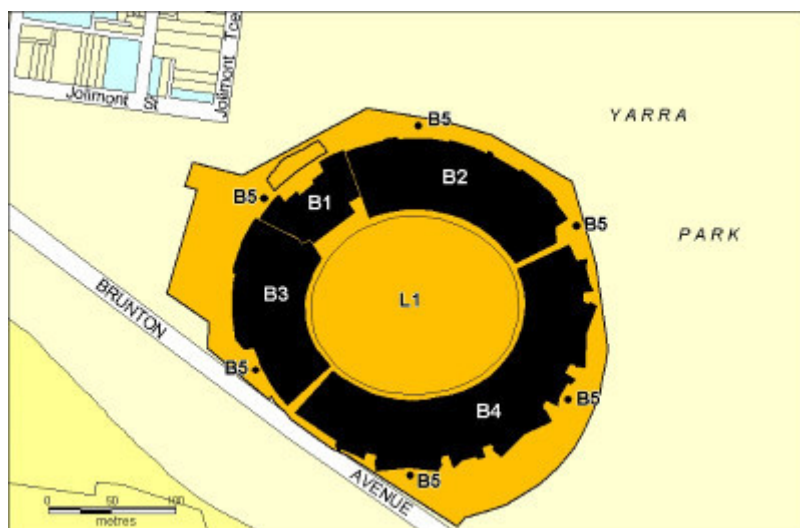 Jolimont St
Jolimont Tce
YARRA
PARK
B5
B2
B5
B1
B5
B3
L1
BRUNTON
B5
B4
B5
B5
AVENUE
0 50 100
metres